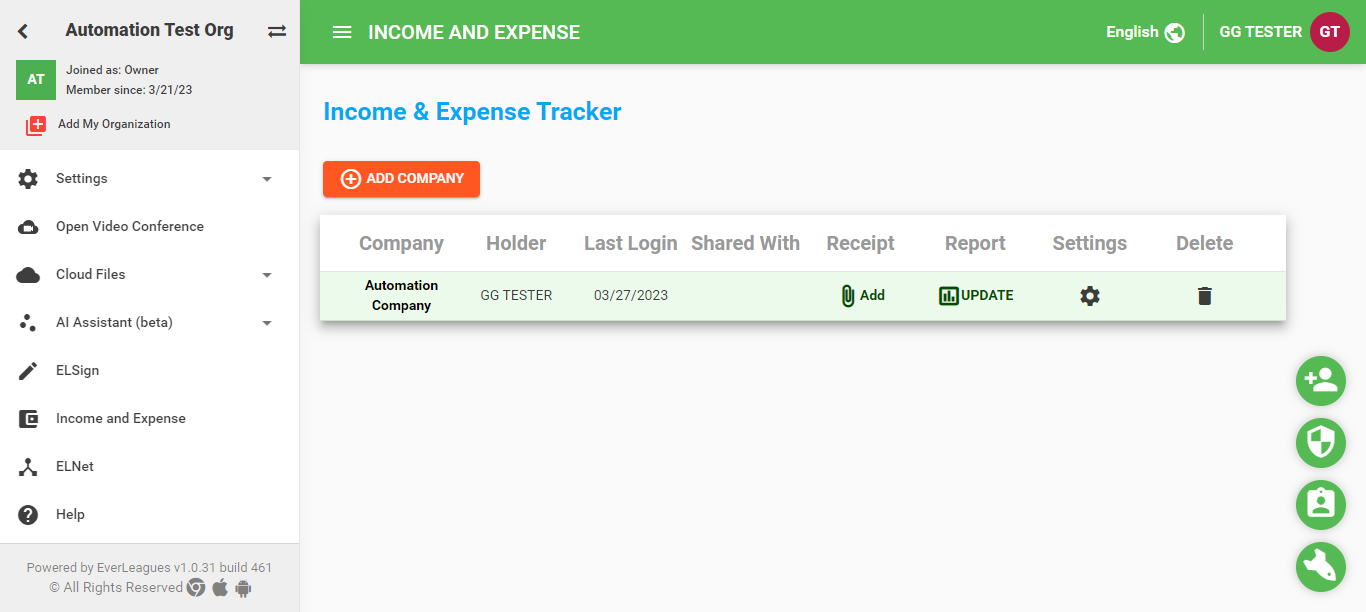 Automation Test Org
AT
Joined as: Owner
Member since: 3/21/23
Add My Organization
Settings
Open Video Conference
Cloud Files
AI Assistant (beta)
ELSign
Income and Expense
ELNet
Help
Powered by EverLeagues v1.0.31 build 461
© All Rights Reserved
INCOME AND EXPENSE
English
GG TESTER
GT
Income & Expense Tracker
ADD COMPANY
Company Holder Last Login Shared With Receipt Report Settings Delete
Automation
Company
GG TESTER 03/27/2023 Add UPDATE